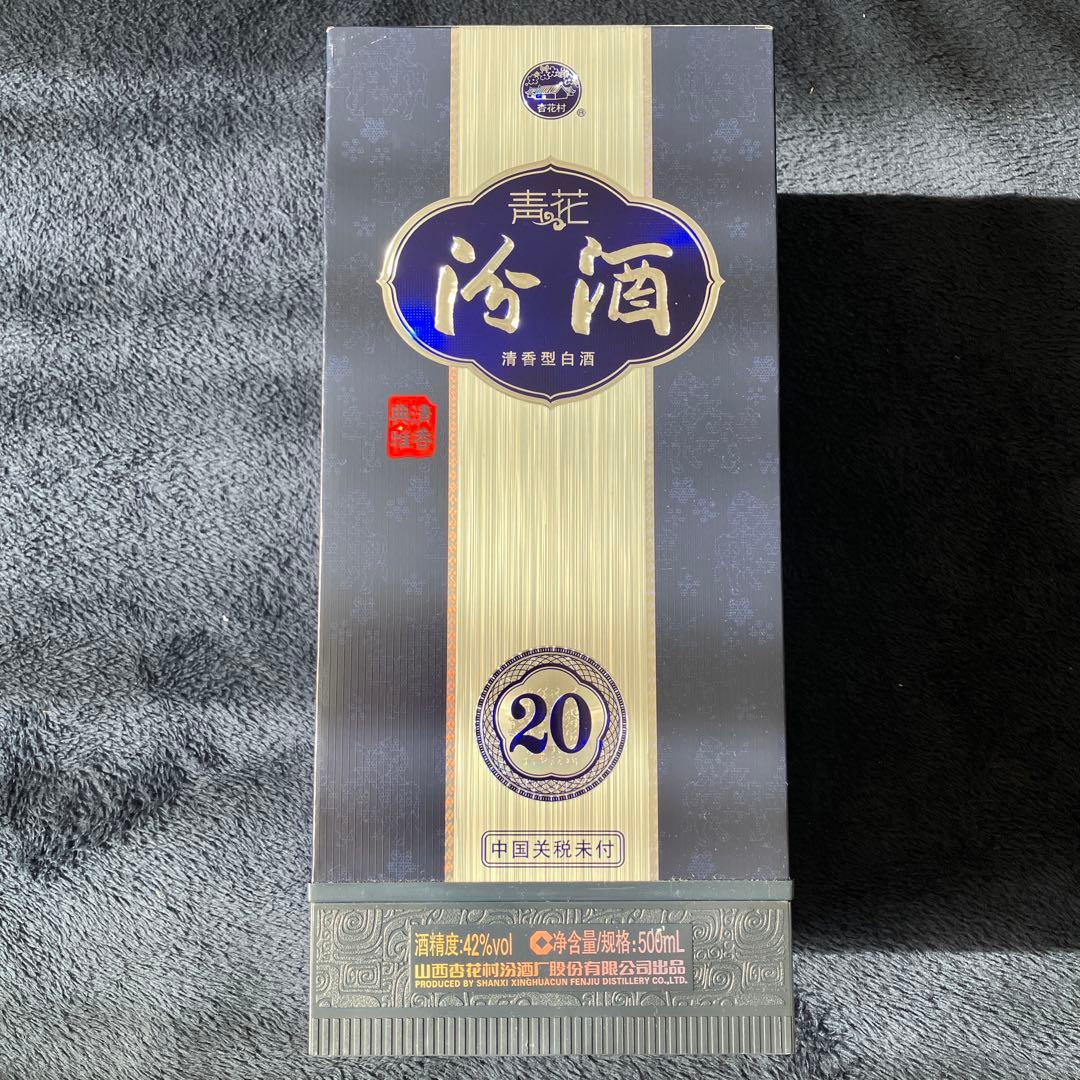 杏花村
®
青花
汾酒
清香型白酒
清香
典雅
20
中国关税未付
酒精度:42%vol C净含量/规格:500mL
山西杏花村汾酒厂股份有限公司出品
PRODUCED BY SHANXI XINGHUACUN FENJIU DISTILLERY CO.,LTD.